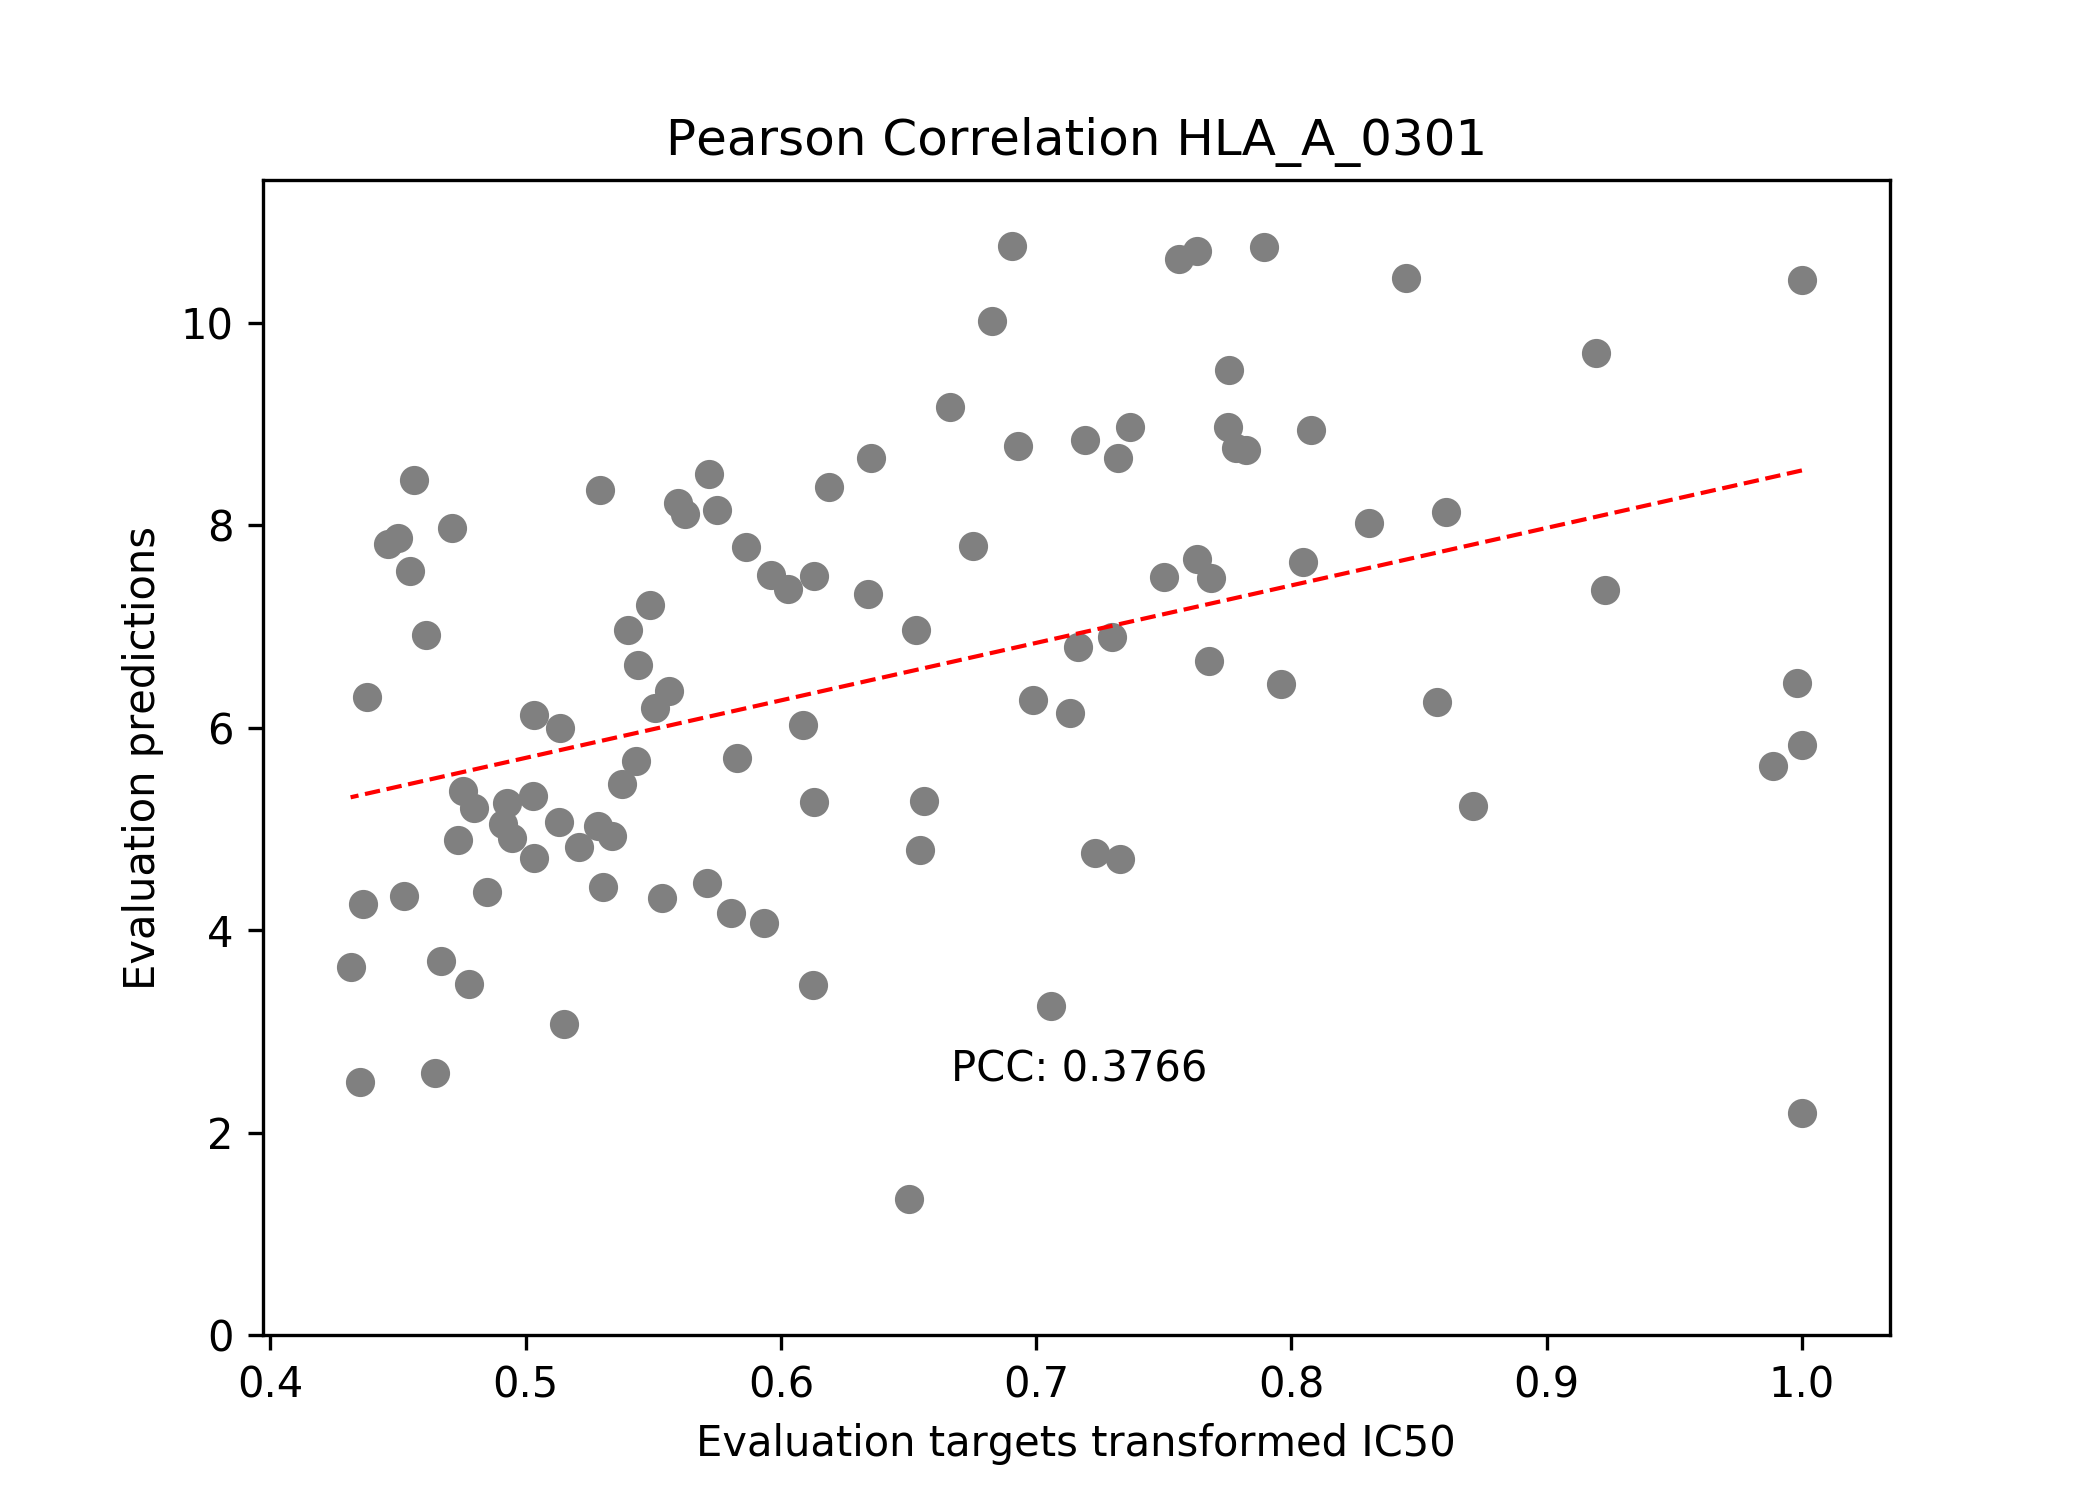 Pearson Correlation HLA_A_0301
Evaluation predictions
10
8
6
4
2
0
PCC: 0.3766
0.4 0.5 0.6 0.7 0.8 0.9 1.0
Evaluation targets transformed IC50